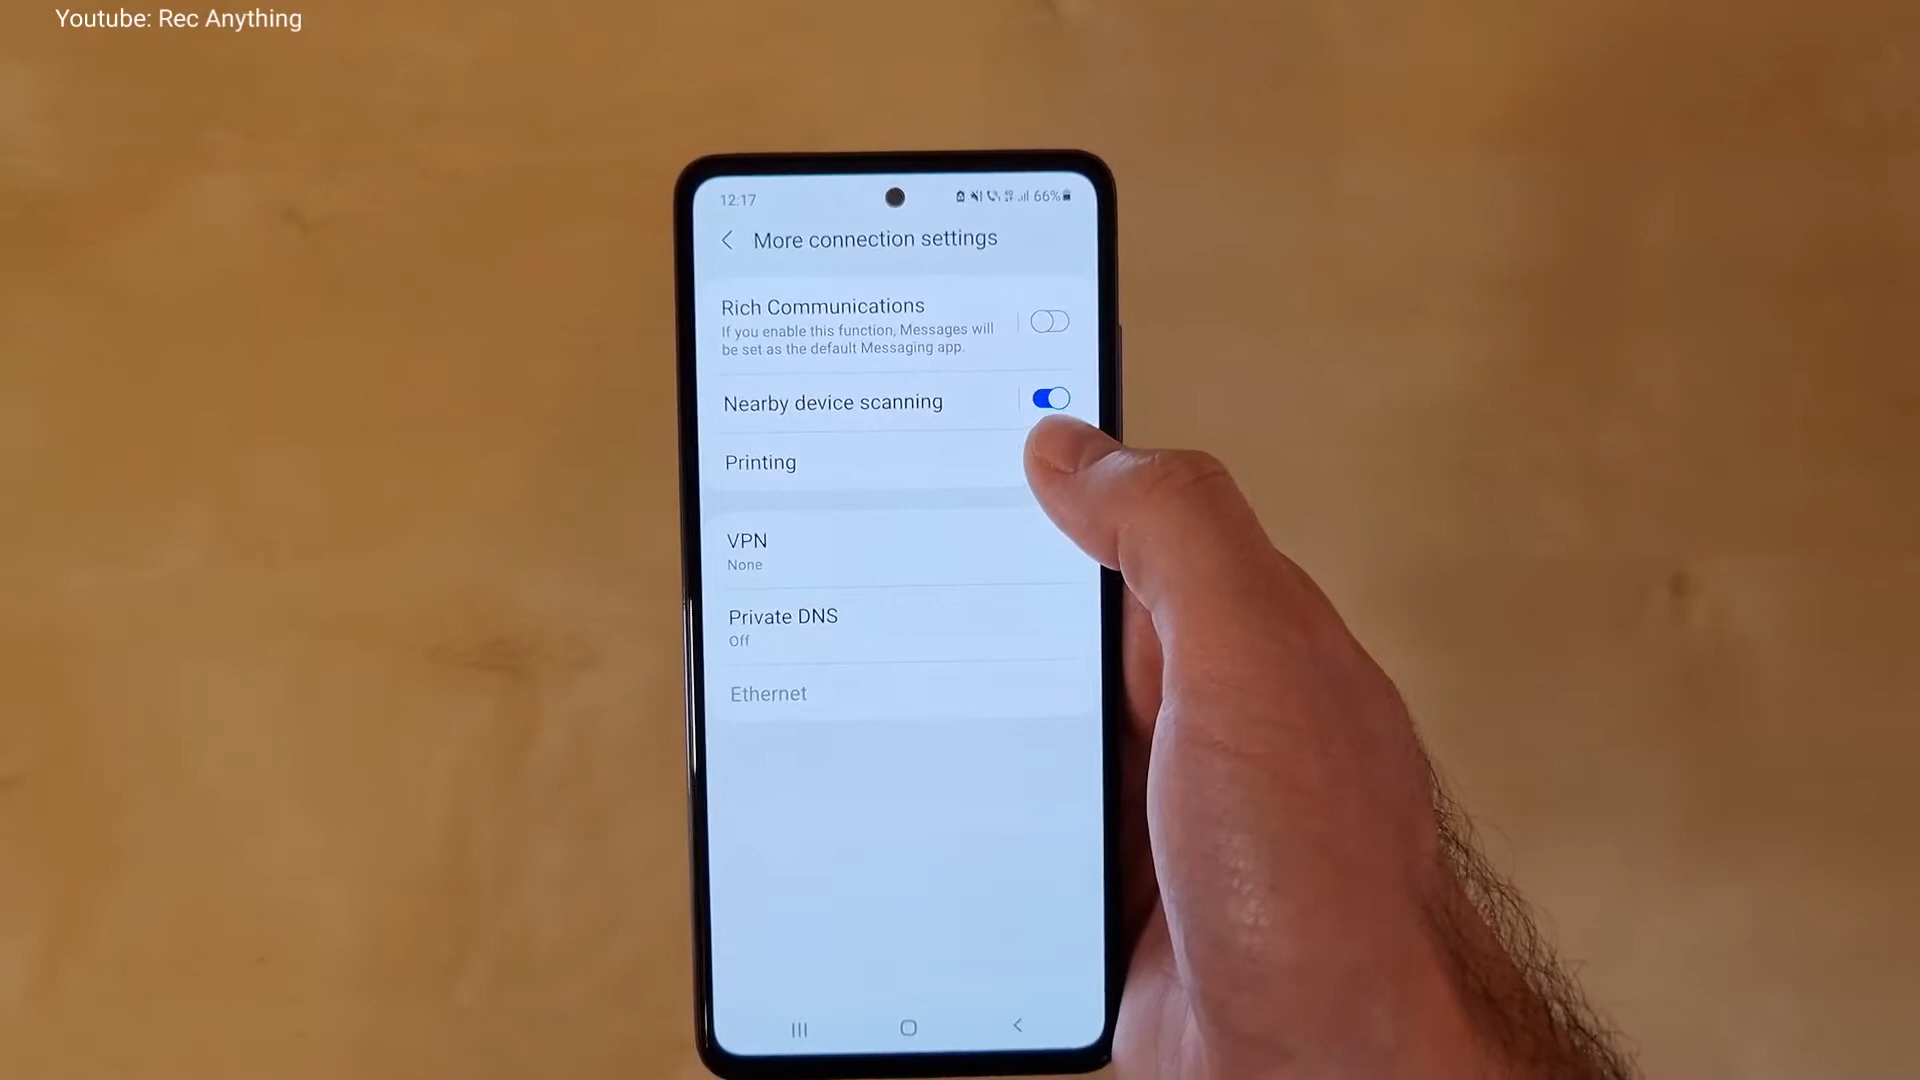 Youtube: Rec Anything
12:17
66%
More connection settings
Rich Communications
If you enable this function, Messages will
be set as the default Messaging app.
Nearby device scanning
Printing
VPN
None
Private DNS
Off
Ethernet